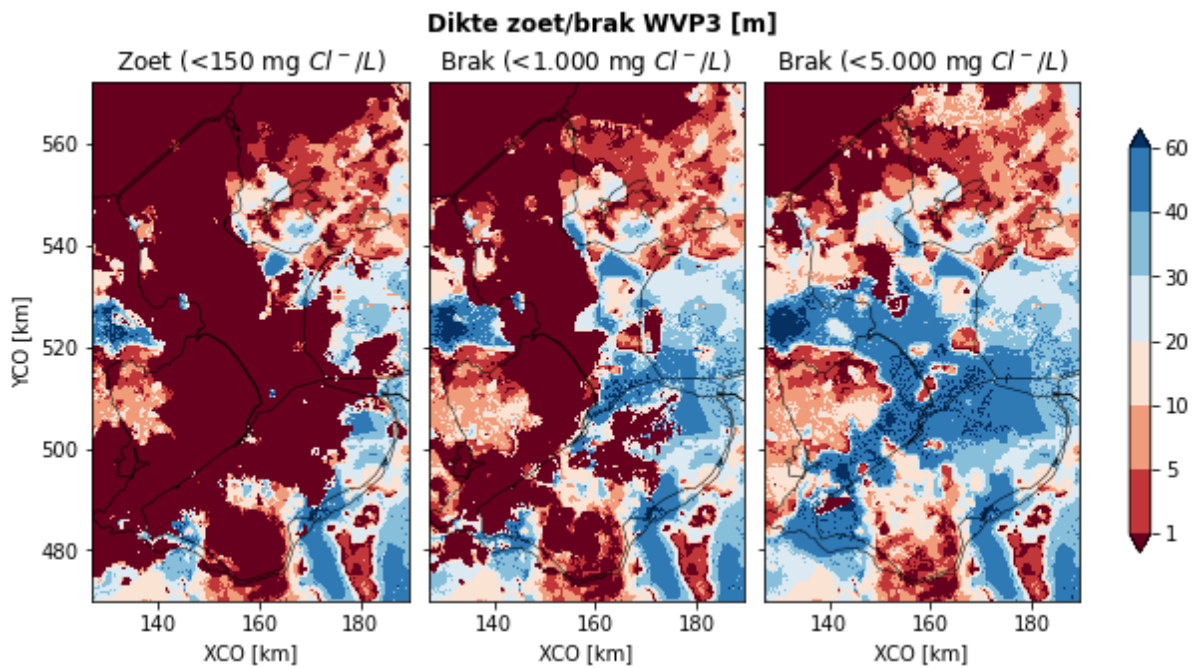 Dikte zoet/brak WVP3 [m]
Zoet (<150 mg Cl⁻/L)
Brak (<1.000 mg Cl⁻/L)
Brak (<5.000 mg Cl⁻/L)
560
540
520
500
480
YCO [km]
140 160 180
140 160 180
140 160 180
XCO [km]
XCO [km]
XCO [km]
60
40
30
20
10
5
1